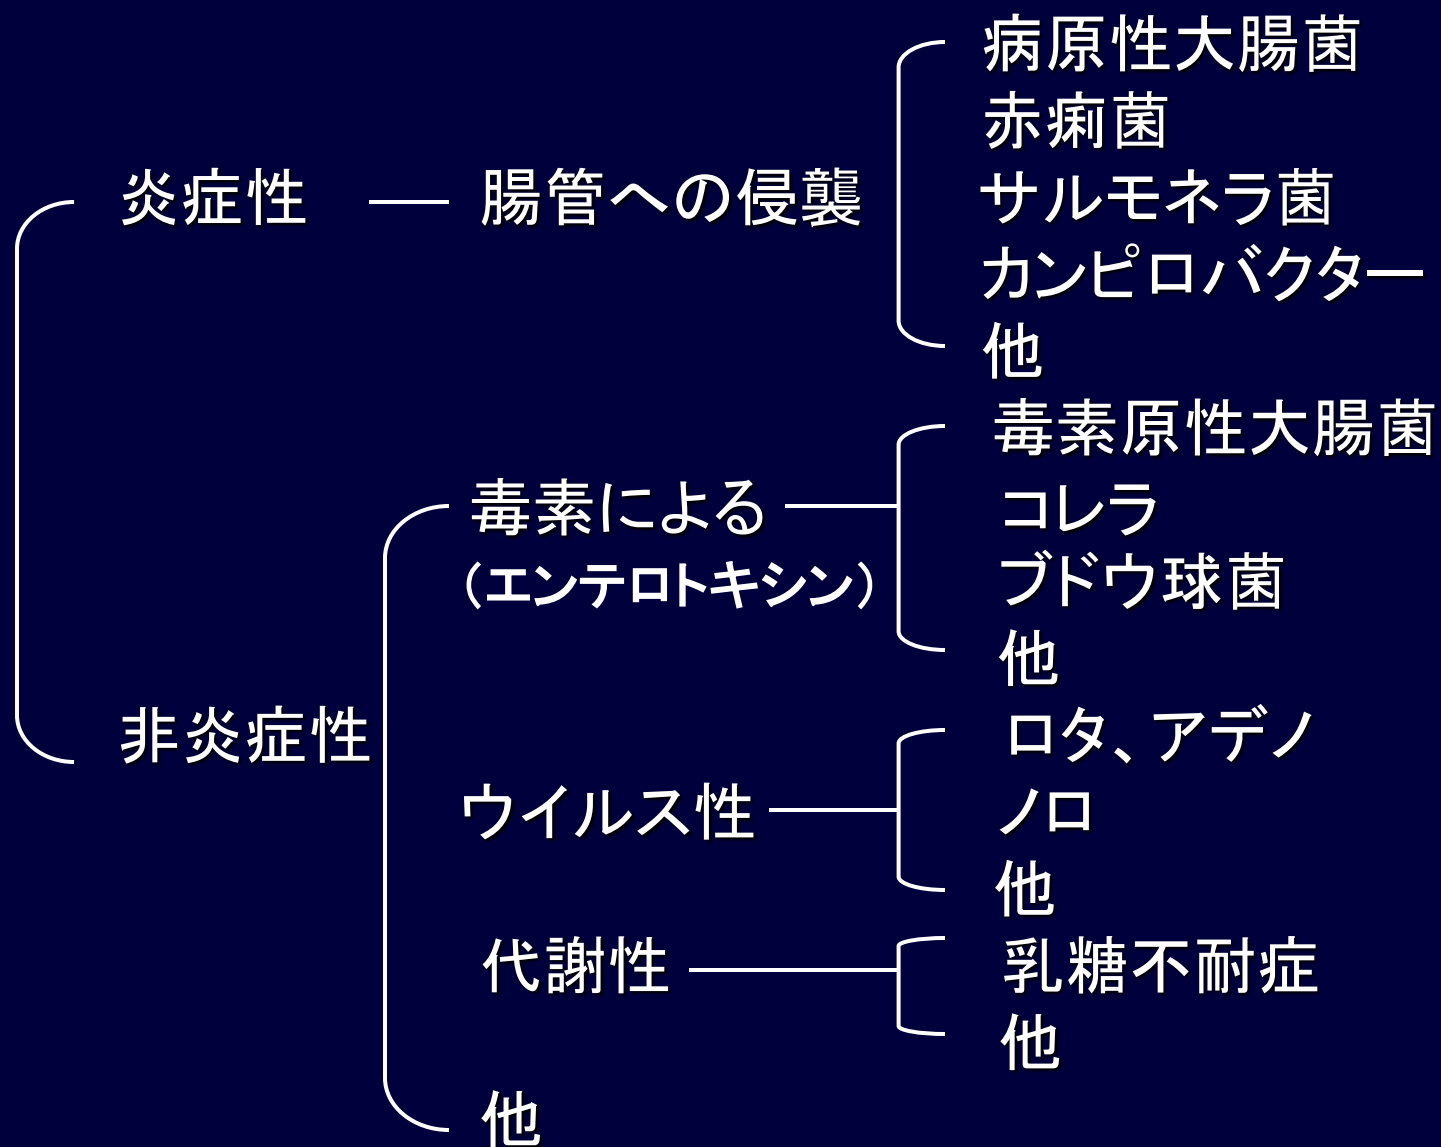 炎症性
腸管への侵襲
病原性大腸菌
赤痢菌
サルモネラ菌
カンピロバクター
他
非炎症性
毒素による
（エンテロトキシン）
毒素原性大腸菌
コレラ
ブドウ球菌
他
ウイルス性
ロタ、アデノ
ノロ
他
代謝性
乳糖不耐症
他
他